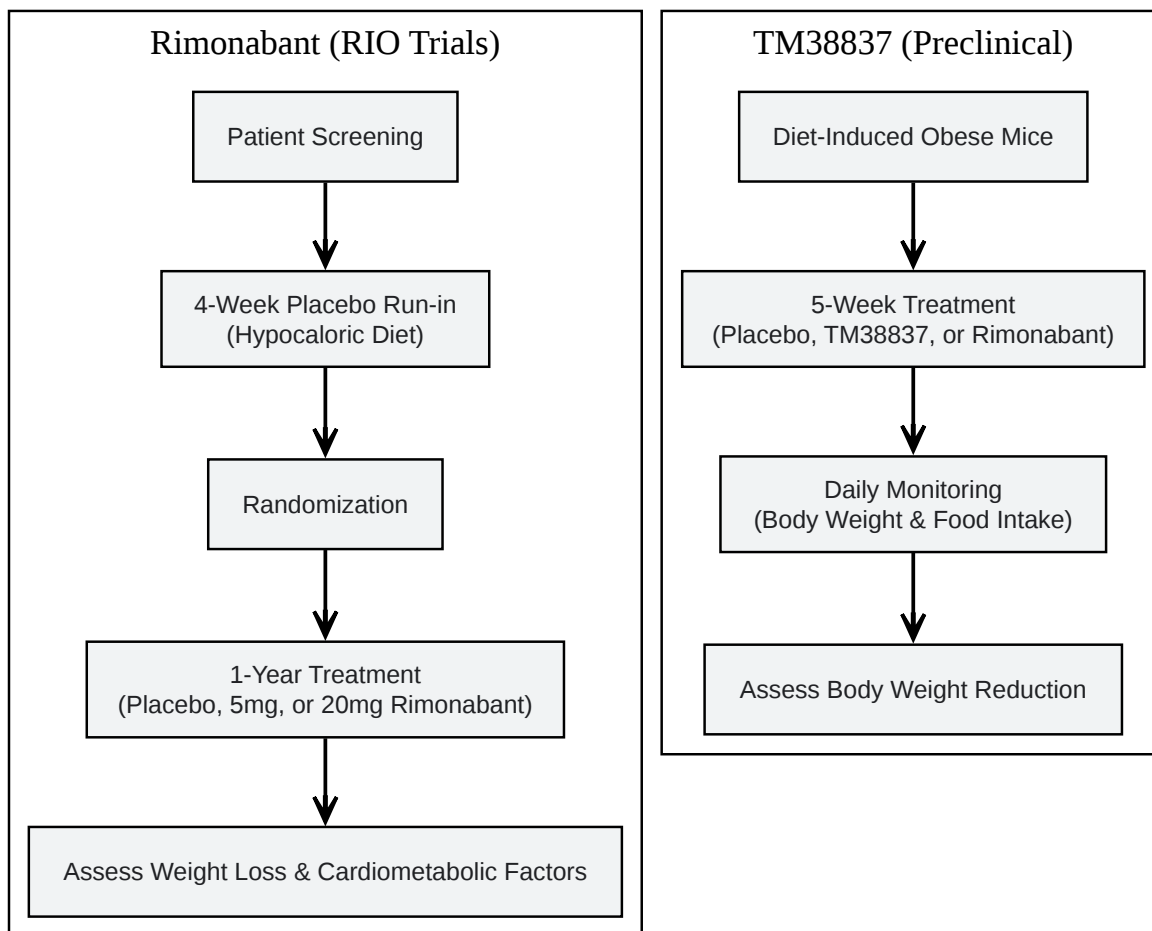 Rimonabant (RIO Trials)
Patient Screening
4-Week Placebo Run-in
(Hypocaloric Diet)
Randomization
1-Year Treatment
(Placebo, 5mg, or 20mg Rimonabant)
Assess Weight Loss & Cardiometabolic Factors
TM38837 (Preclinical)
Diet-Induced Obese Mice
5-Week Treatment
(Placebo, TM38837, or Rimonabant)
Daily Monitoring
(Body Weight & Food Intake)
Assess Body Weight Reduction